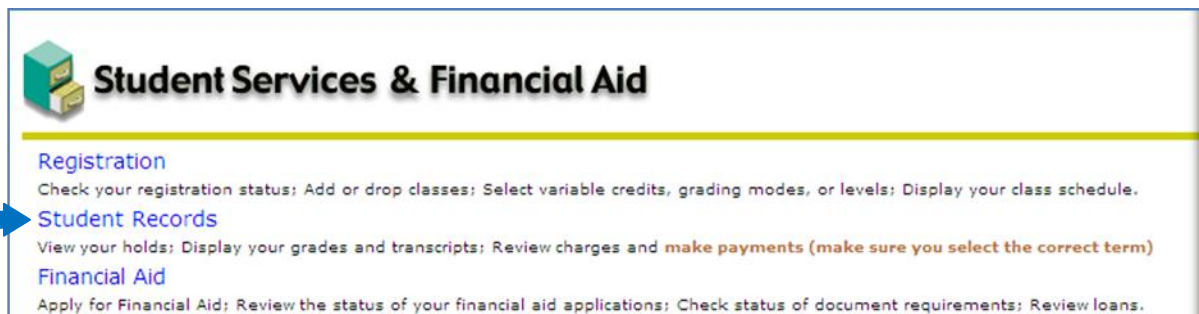 Student Services & Financial Aid
Registration
Check your registration status; Add or drop classes; Select variable credits, grading modes, or levels; Display your class schedule.
Student Records
View your holds; Display your grades and transcripts; Review charges and make payments (make sure you select the correct term)
Financial Aid
Apply for Financial Aid; Review the status of your financial aid applications; Check status of document requirements; Review loans.